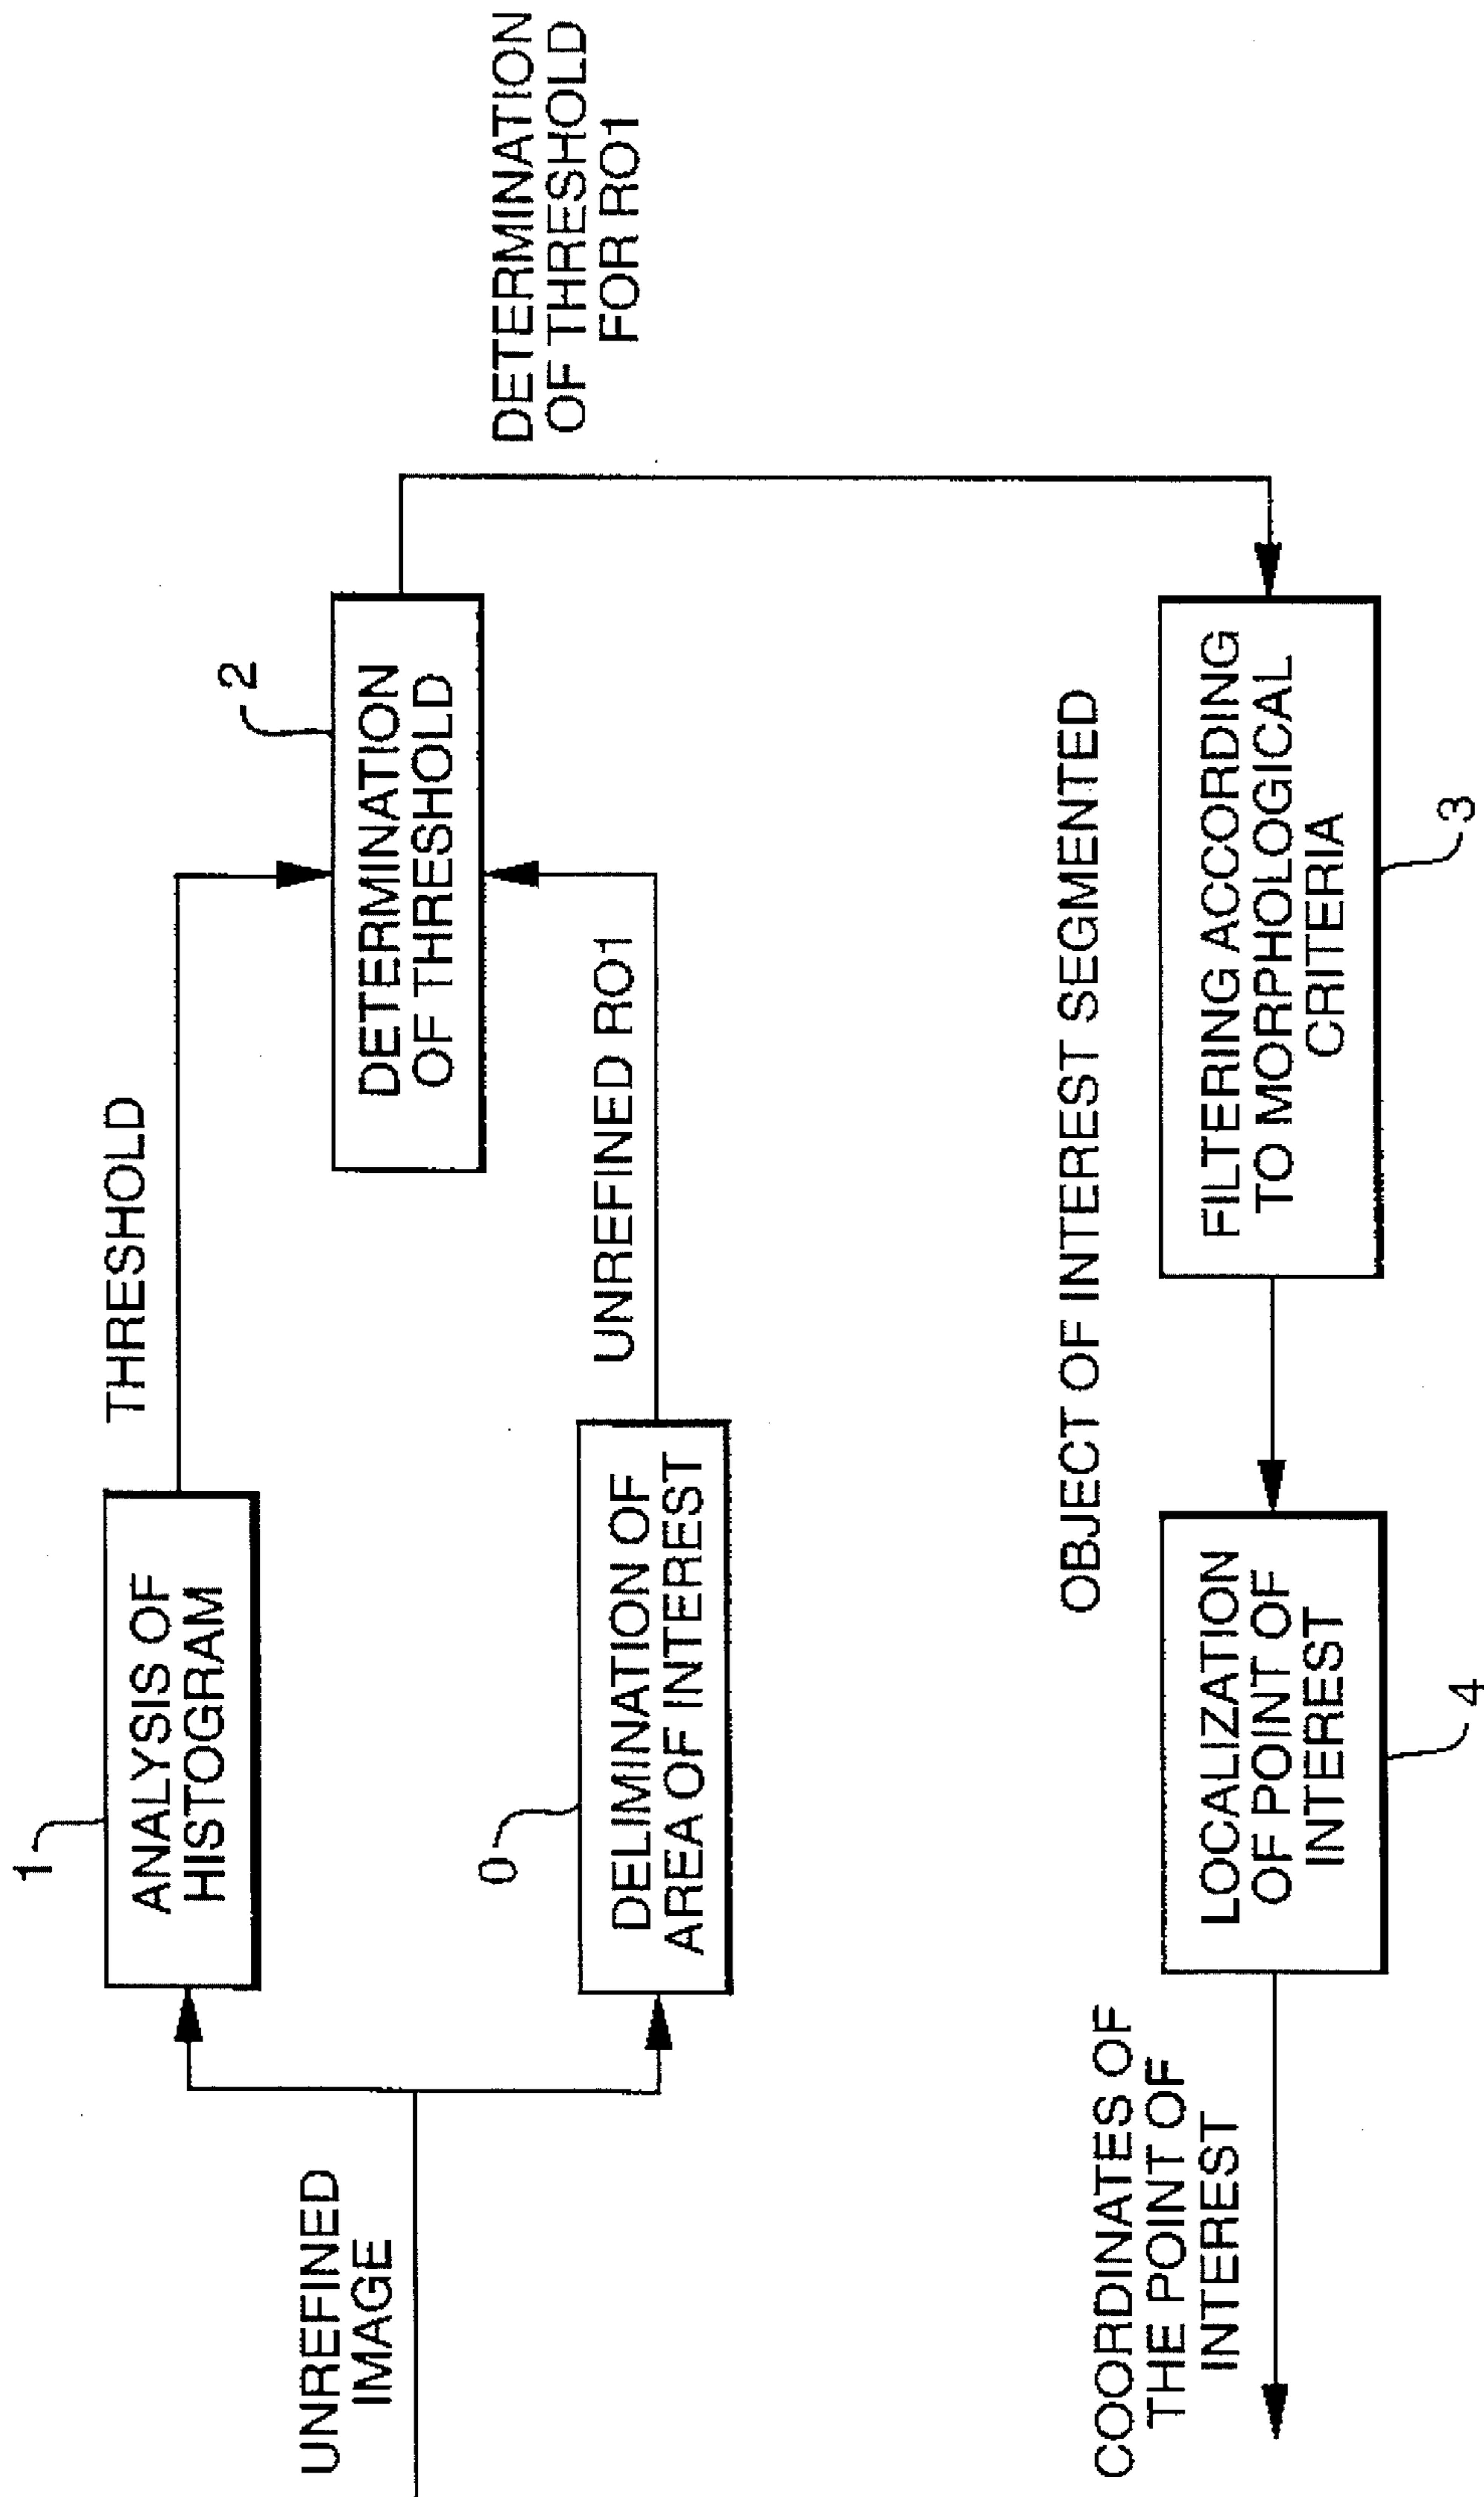 UNREFINED
IMAGE
1
ANALYSIS OF
HISTOGRAM
THRESHOLD
0
DELIMINATION OF
AREA OF INTEREST
UNREFINED RO1
2
DETERMINATION
OF THRESHOLD
DETERMINATION
OF THRESHOLD
FOR RO1
FILTERING ACCORDING
TO MORPHOLOGICAL
CRITERIA
3
OBJECT OF INTEREST SEGMENTED
LOCALIZATION
OF POINT OF
INTEREST
4
COORDINATES OF
THE POINT OF
INTEREST